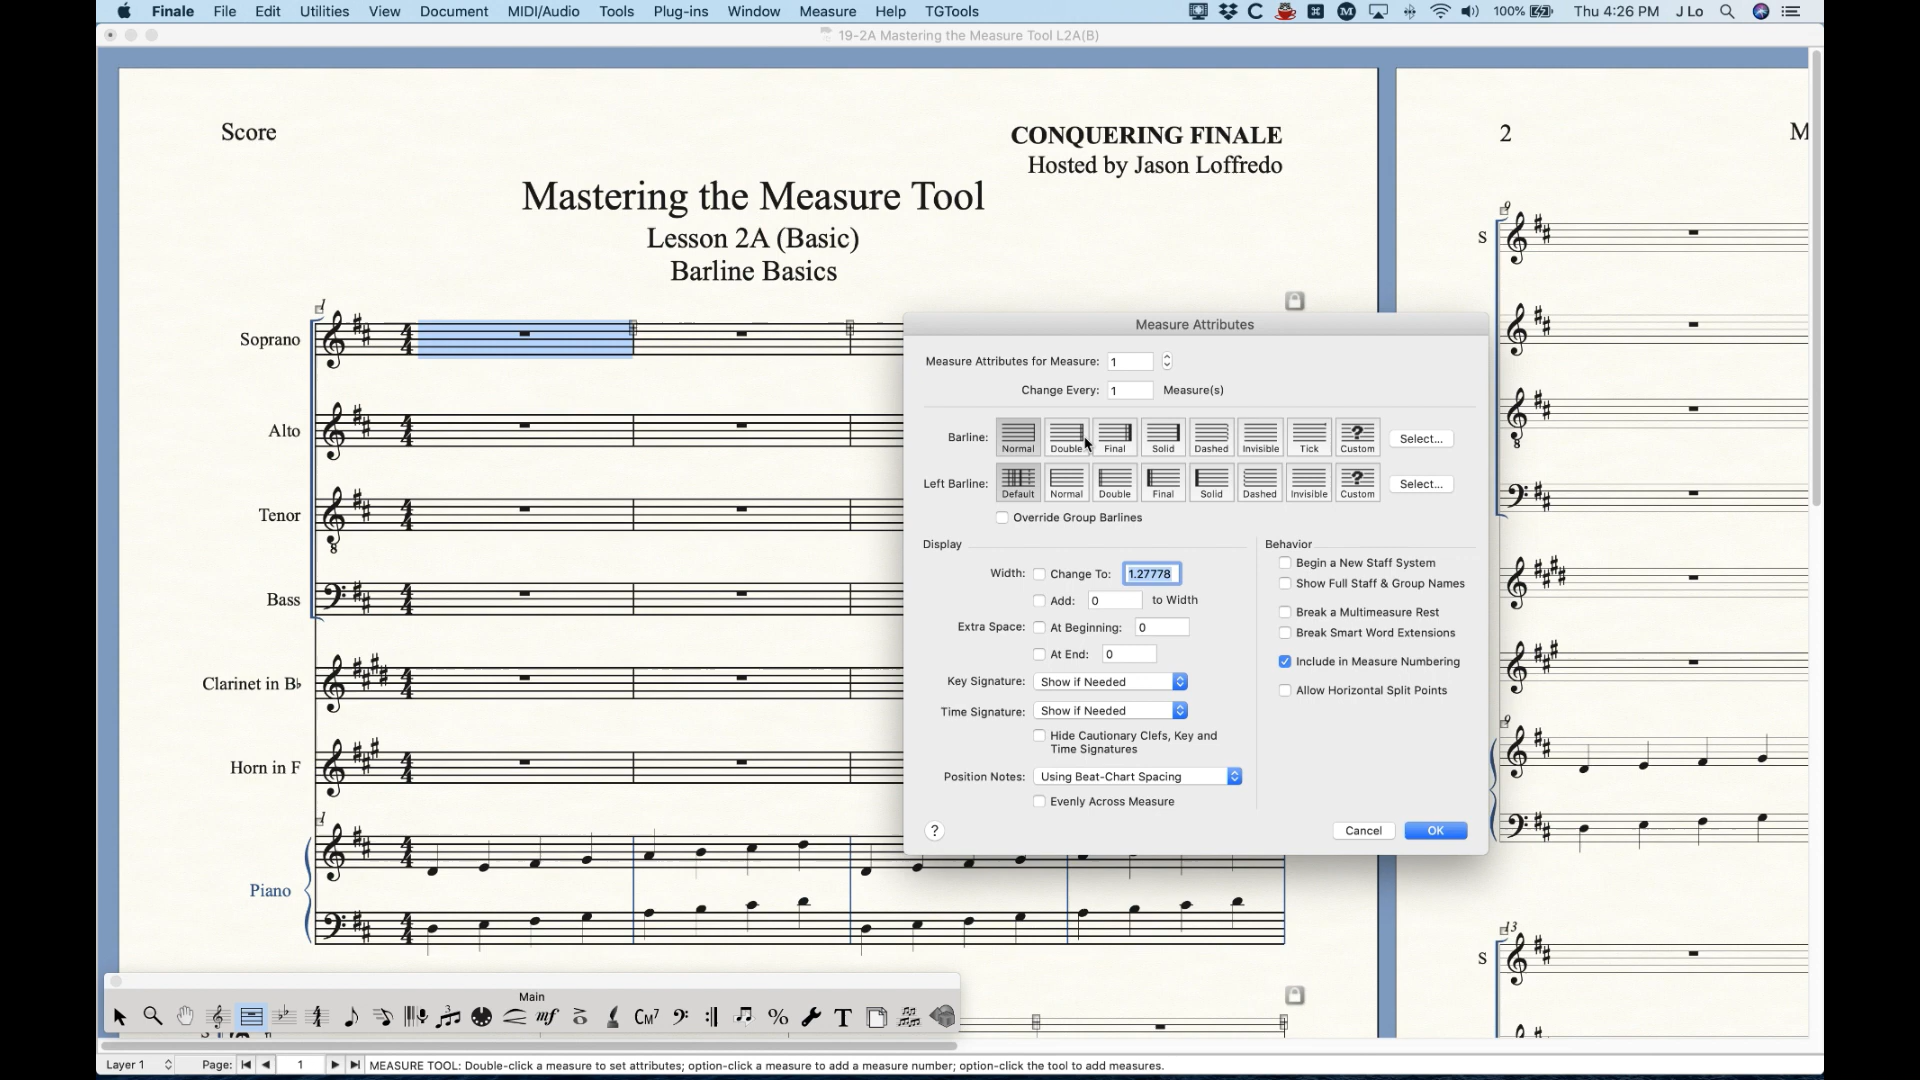 Finale File Edit Utilities View Document MIDI/Audio Tools Plug-ins Window Measure Help TGTools 100% Thu 4:26 PM J Lo
19-2A Mastering the Measure Tool L2A(B)
Score
CONQUERING FINALE
Hosted by Jason Loffredo
Mastering the Measure Tool
Lesson 2A (Basic)
Barline Basics
1
Soprano
Alto
Tenor
8
Bass
Clarinet in B♭
Horn in F
1
Piano
Measure Attributes
Measure Attributes for Measure: 1
Change Every: 1 Measure(s)
Barline: Normal Double Final Solid Dashed Invisible Tick Custom Select...
Left Barline: Default Normal Double Final Solid Dashed Invisible Custom Select...
Override Group Barlines
Display
Width: Change To: 1.27778
Add: 0 to Width
Extra Space: At Beginning: 0
At End: 0
Key Signature: Show if Needed
Time Signature: Show if Needed
Hide Cautionary Clefs, Key and
Time Signatures
Position Notes: Using Beat-Chart Spacing
Evenly Across Measure
Behavior
Begin a New Staff System
Show Full Staff & Group Names
Break a Multimeasure Rest
Break Smart Word Extensions
Include in Measure Numbering
Allow Horizontal Split Points
? Cancel OK
2 M
9
S
8
9
13
S
Main
mf CM7 % T
Layer 1 Page: 1 MEASURE TOOL: Double-click a measure to set attributes; option-click a measure to add a measure number; option-click the tool to add measures.